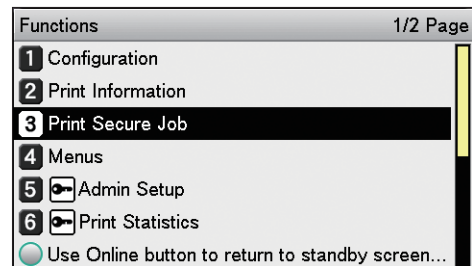 Functions 1/2 Page
1 Configuration
2 Print Information
3 Print Secure Job
4 Menus
5 Admin Setup
6 Print Statistics
Use Online button to return to standby screen...